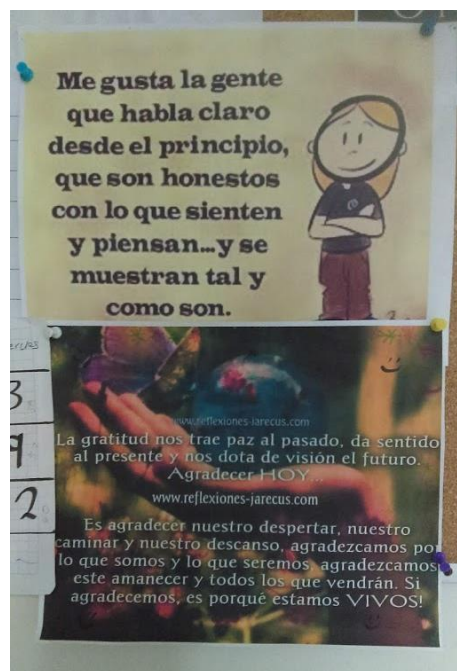 Me gusta la gente
que habla claro
desde el principio,
que son honestos
con lo que sienten
y piensan...y se
muestran tal y
como son.
www.reflexiones-jarecus.com
La gratitud nos trae paz al pasado, da sentido
al presente y nos dota de visión el futuro.
Agradecer HOY...
www.reflexiones-jarecus.com
Es agradecer nuestro despertar, nuestro
caminar y nuestro descanso, agradezcamos por
lo que somos y lo que seremos, agradezcamos
este amanecer y todos los que vendrán. Si
agradecemos, es porqué estamos VIVOS!
3
9
2